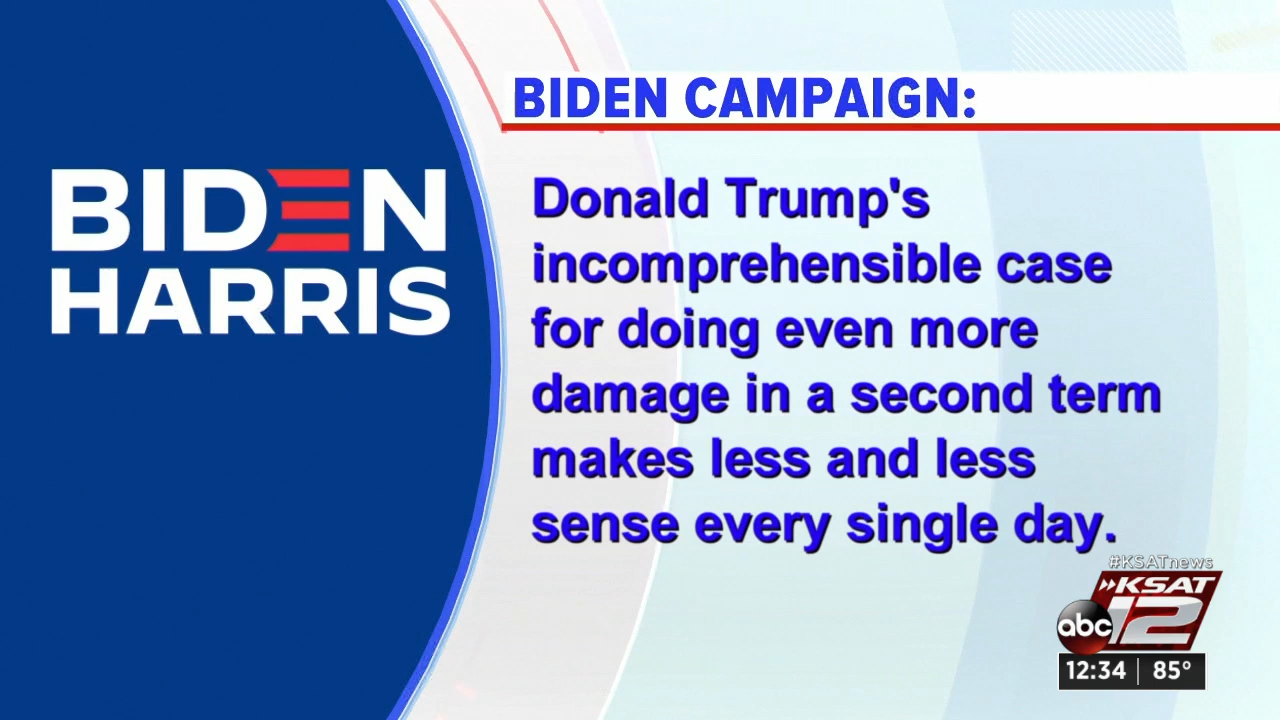 BIDEN CAMPAIGN:
BIDEN
HARRIS
Donald Trump's
incomprehensible case
for doing even more
damage in a second term
makes less and less
sense every single day.
#KSATnews
KSAT
abc 12
12:34 85°